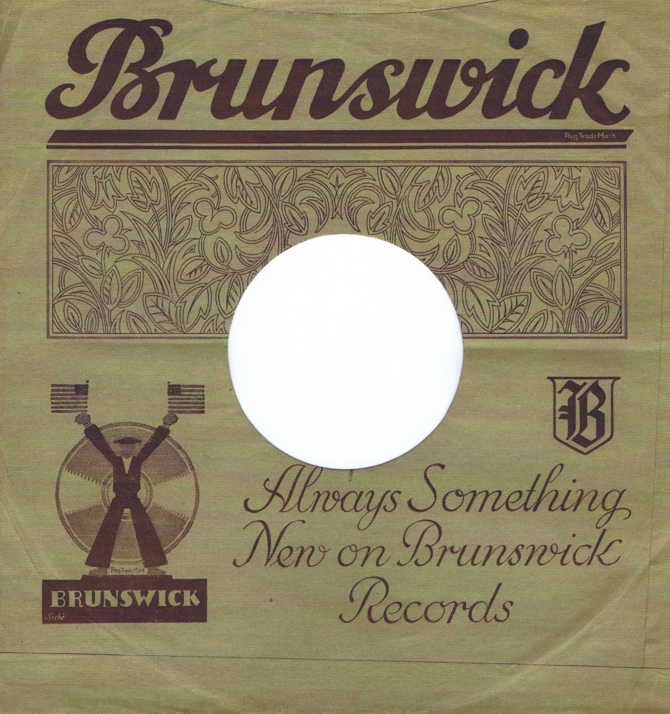 Brunswick
Reg. Trade Mark
B
Always Something
New on Brunswick
Records
Reg. Trade Mark
BRUNSWICK